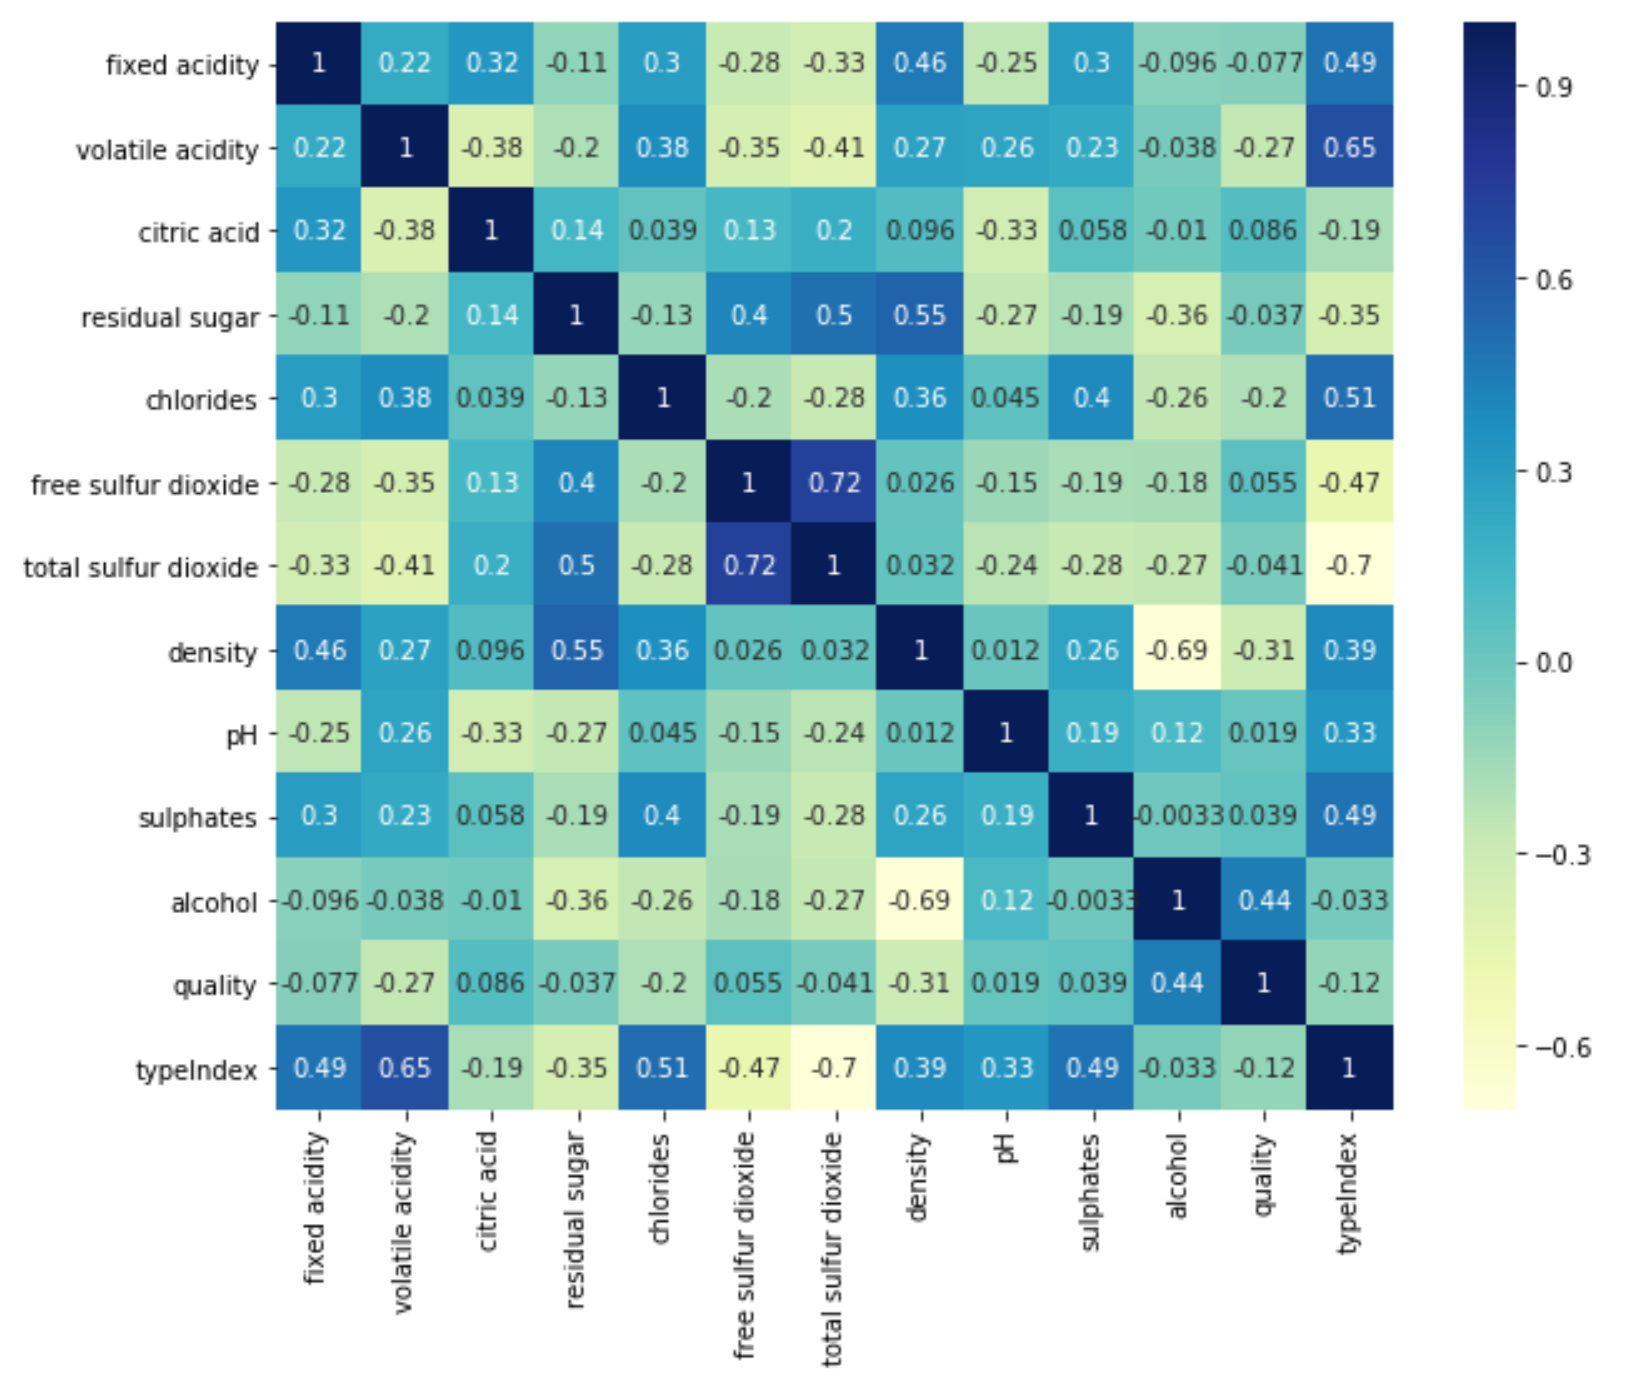 fixed acidity 1 0.22 0.32 -0.11 0.3 -0.28 -0.33 0.46 -0.25 0.3 -0.096 -0.077 0.49
volatile acidity 0.22 1 -0.38 -0.2 0.38 -0.35 -0.41 0.27 0.26 0.23 -0.038 -0.27 0.65
citric acid 0.32 -0.38 1 0.14 0.039 0.13 0.2 0.096 -0.33 0.058 -0.01 0.086 -0.19
residual sugar -0.11 -0.2 0.14 1 -0.13 0.4 0.5 0.55 -0.27 -0.19 -0.36 -0.037 -0.35
chlorides 0.3 0.38 0.039 -0.13 1 -0.2 -0.28 0.36 0.045 0.4 -0.26 -0.2 0.51
free sulfur dioxide -0.28 -0.35 0.13 0.4 -0.2 1 0.72 0.026 -0.15 -0.19 -0.18 0.055 -0.47
total sulfur dioxide -0.33 -0.41 0.2 0.5 -0.28 0.72 1 0.032 -0.24 -0.28 -0.27 -0.041 -0.7
density 0.46 0.27 0.096 0.55 0.36 0.026 0.032 1 0.012 0.26 -0.69 -0.31 0.39
pH -0.25 0.26 -0.33 -0.27 0.045 -0.15 -0.24 0.012 1 0.19 0.12 0.019 0.33
sulphates 0.3 0.23 0.058 -0.19 0.4 -0.19 -0.28 0.26 0.19 1 -0.0033 0.039 0.49
alcohol -0.096 -0.038 -0.01 -0.36 -0.26 -0.18 -0.27 -0.69 0.12 -0.0033 1 0.44 -0.033
quality -0.077 -0.27 0.086 -0.037 -0.2 0.055 -0.041 -0.31 0.019 0.039 0.44 1 -0.12
typeIndex 0.49 0.65 -0.19 -0.35 0.51 -0.47 -0.7 0.39 0.33 0.49 -0.033 -0.12 1
fixed acidity
volatile acidity
citric acid
residual sugar
chlorides
free sulfur dioxide
total sulfur dioxide
density
pH
sulphates
alcohol
quality
typeIndex
0.9
0.6
0.3
0.0
−0.3
−0.6